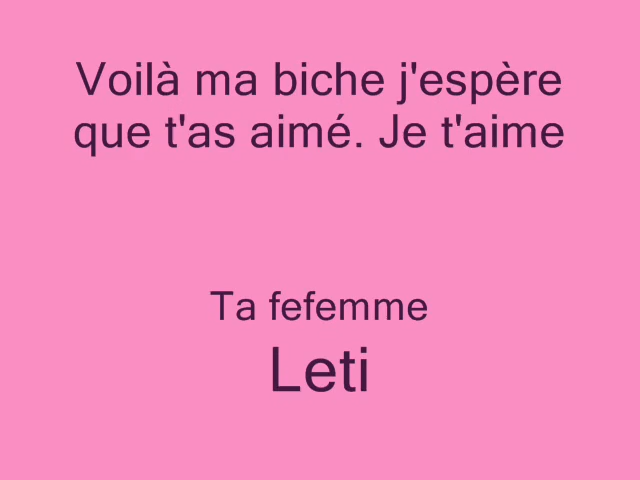 Voilà ma biche j'espère
que t'as aimé. Je t'aime
Ta fefemme
Leti